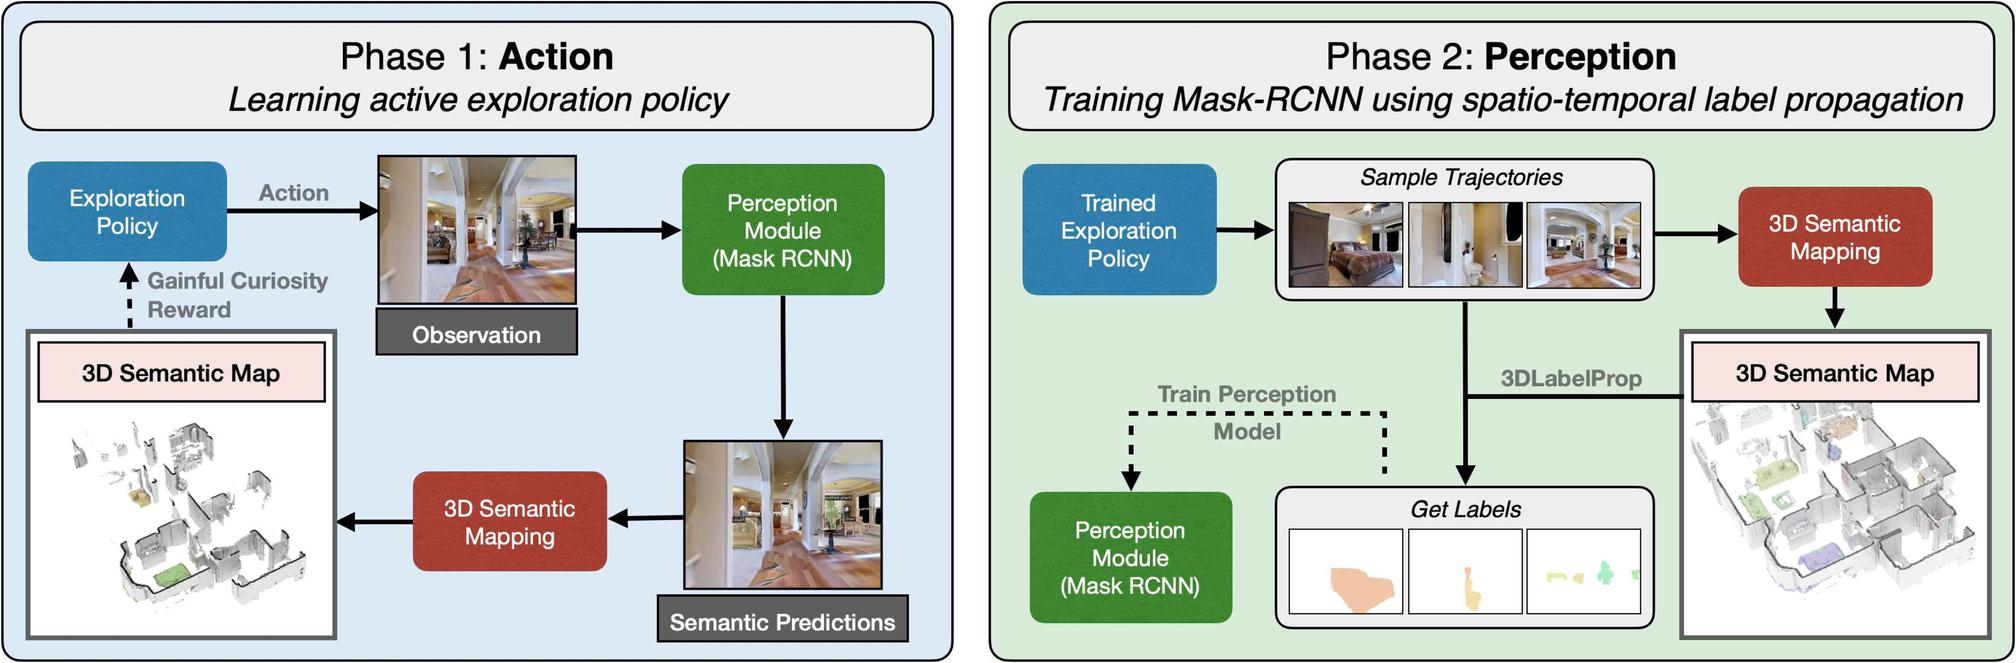 Phase 1: Action
Learning active exploration policy
Exploration
Policy
Action
Perception
Module
(Mask RCNN)
Gainful Curiosity
Reward
Observation
3D Semantic Map
3D Semantic
Mapping
potted plant
Semantic Predictions
Phase 2: Perception
Training Mask-RCNN using spatio-temporal label propagation
Trained
Exploration
Policy
Sample Trajectories
3D Semantic
Mapping
3DLabelProp
3D Semantic Map
Train Perception
Model
Perception
Module
(Mask RCNN)
Get Labels